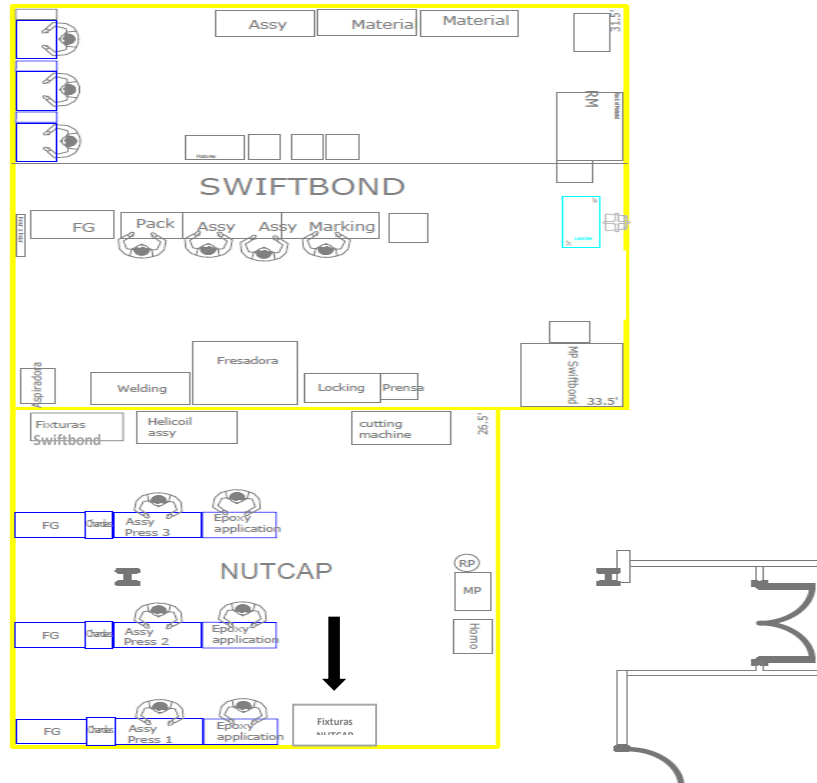 Assy
Material
Material
31.5'
RM
Fixturas
SWIFTBOND
FG
Pack
Assy
Assy
Marking
Fresadora
Aspiradora
Welding
Locking
Prensa
MP Swiftbond
33.5'
Fixturas
Swiftbond
Helicoil
assy
cutting
machine
26.5'
FG
Assy
Press 3
Epoxy
application
NUTCAP
RP
MP
Horno
FG
Assy
Press 2
Epoxy
application
FG
Assy
Press 1
Epoxy
application
Fixturas
NUTCAP